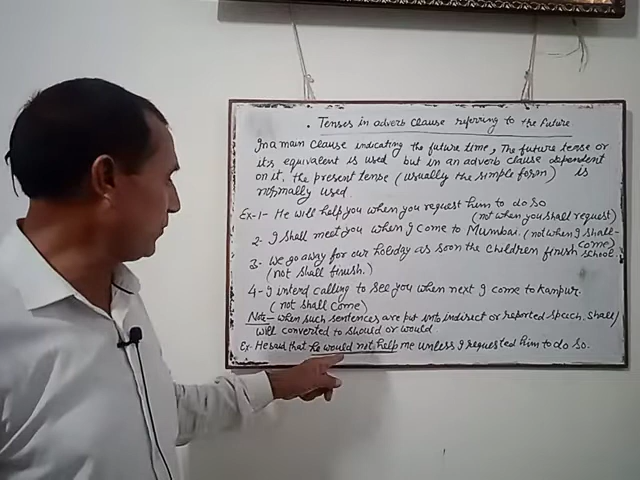 . Tenses in adverb clause referring to the future
In a main clause indicating the future time, The future tense or
its equivalent is used but in an adverb clause dependent
on it, the present tense (usually the simple form) is
normally used.
Ex-1- He will help you when you request him to do so
(not when you shall request)
2- I shall meet you when I come to Mumbai. (not when I shall-
come)
3- We go away for our holiday as soon the children finish school.
(not shall finish.)
4- I intend calling to see you when next I come to Kanpur.
(not shall come)
Note- when such sentences are put into indirect or reported speech, shall/
will converted to should or would.
Ex- He said that he would not help me unless I requested him to do so.